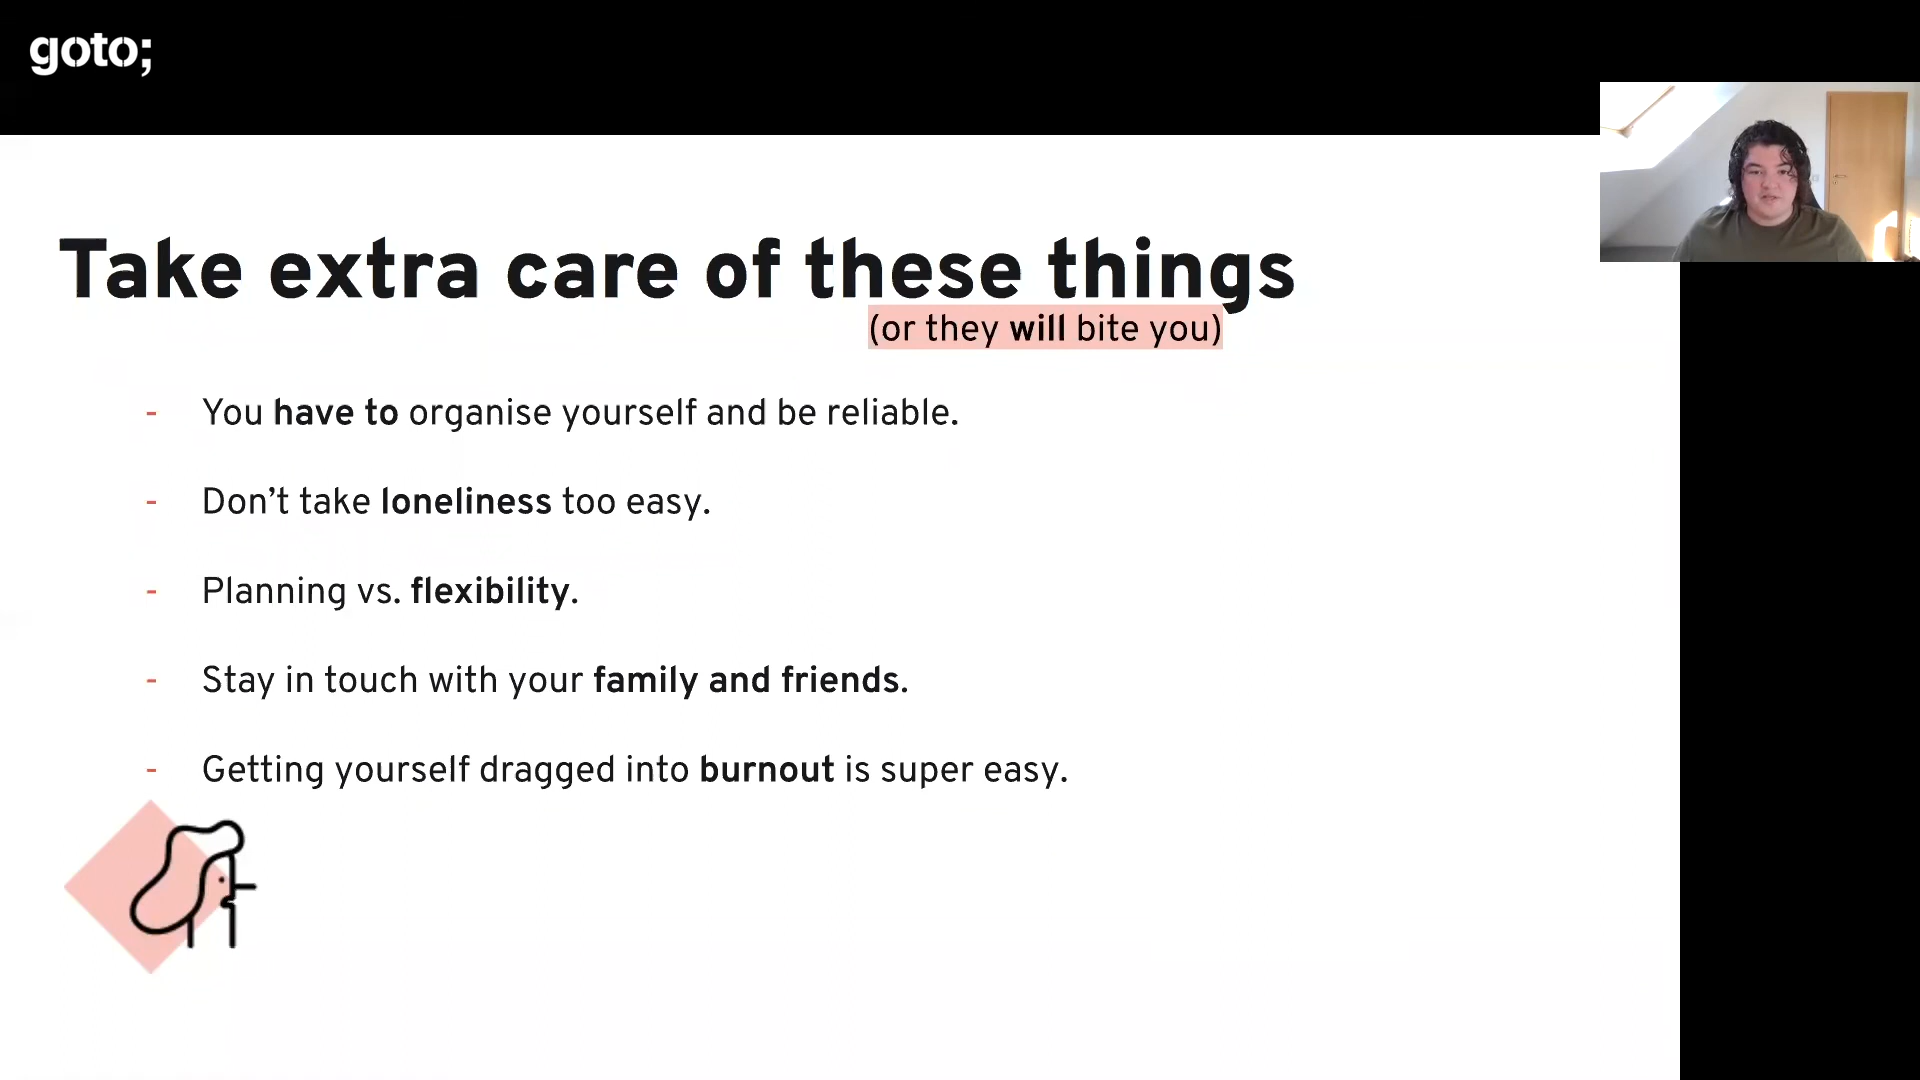 goto;
Take extra care of these things
(or they will bite you)
- You have to organise yourself and be reliable.
- Don’t take loneliness too easy.
- Planning vs. flexibility.
- Stay in touch with your family and friends.
- Getting yourself dragged into burnout is super easy.